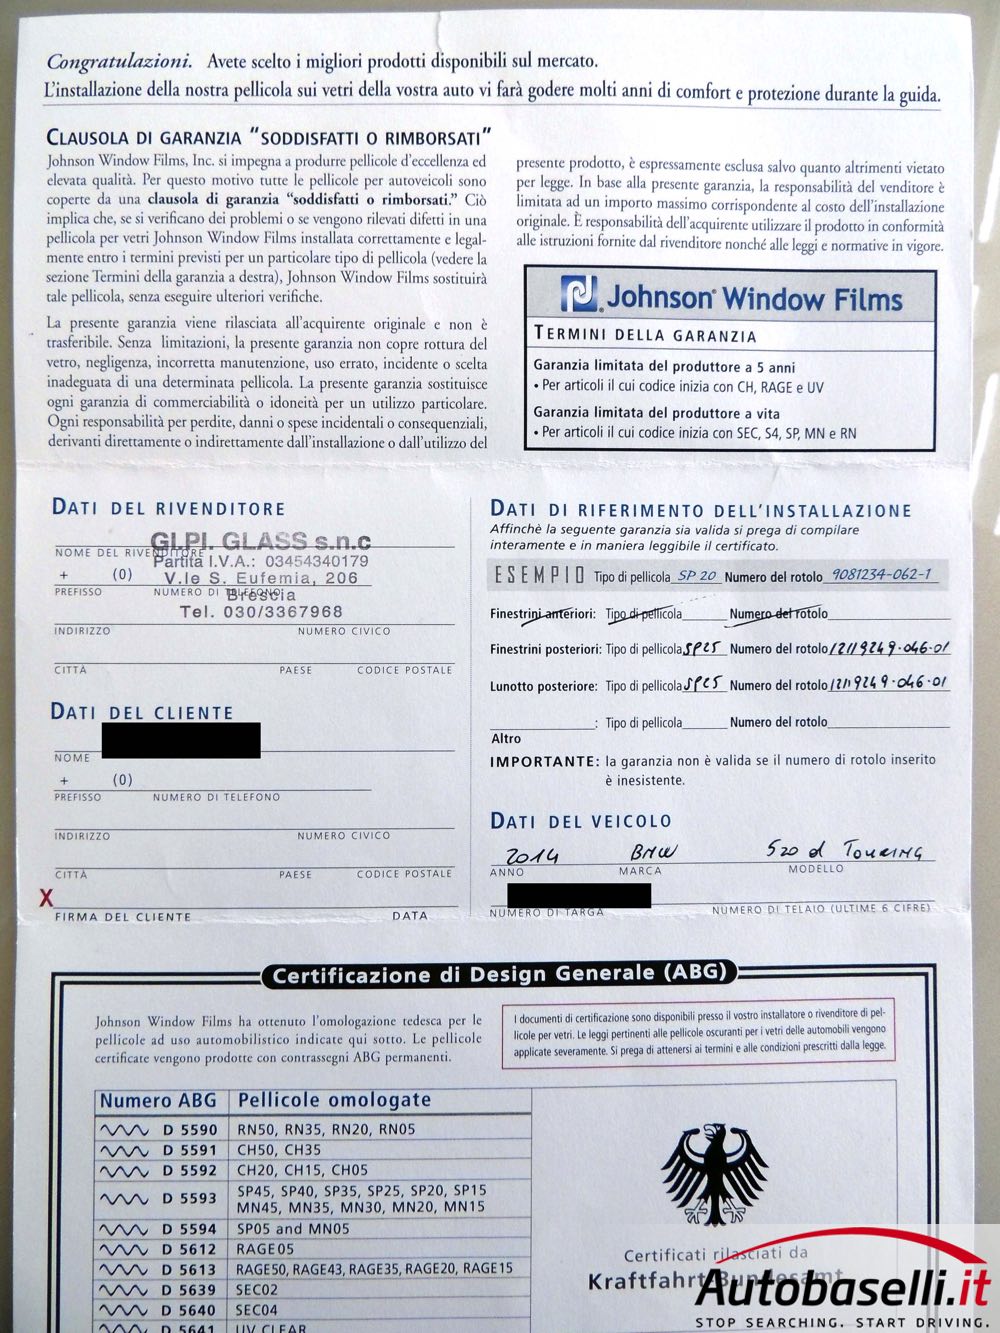 Congratulazioni. Avete scelto i migliori prodotti disponibili sul mercato.
L'installazione della nostra pellicola sui vetri della vostra auto vi farà godere molti anni di comfort e protezione durante la guida.
CLAUSOLA DI GARANZIA "SODDISFATTI O RIMBORSATI"
Johnson Window Films, Inc. si impegna a produrre pellicole d'eccellenza ed
elevata qualità. Per questo motivo tutte le pellicole per autoveicoli sono
coperte da una clausola di garanzia "soddisfatti o rimborsati." Ciò
implica che, se si verificano dei problemi o se vengono rilevati difetti in una
pellicola per vetri Johnson Window Films installata correttamente e legal-
mente entro i termini previsti per un particolare tipo di pellicola (vedere la
sezione Termini della garanzia a destra), Johnson Window Films sostituirà
tale pellicola, senza eseguire ulteriori verifiche.
La presente garanzia viene rilasciata all'acquirente originale e non è
trasferibile. Senza limitazioni, la presente garanzia non copre rottura del
vetro, negligenza, incorretta manutenzione, uso errato, incidente o scelta
inadeguata di una determinata pellicola. La presente garanzia sostituisce
ogni garanzia di commerciabilità o idoneità per un utilizzo particolare.
Ogni responsabilità per perdite, danni o spese incidentali o consequenziali,
derivanti direttamente o indirettamente dall'installazione o dall'utilizzo del
presente prodotto, è espressamente esclusa salvo quanto altrimenti vietato
per legge. In base alla presente garanzia, la responsabilità del venditore è
limitata ad un importo massimo corrispondente al costo dell'installazione
originale. È responsabilità dell'acquirente utilizzare il prodotto in conformità
alle istruzioni fornite dal rivenditore nonché alle leggi e normative in vigore.
Johnson® Window Films
TERMINI DELLA GARANZIA
Garanzia limitata del produttore a 5 anni
• Per articoli il cui codice inizia con CH, RAGE e UV
Garanzia limitata del produttore a vita
• Per articoli il cui codice inizia con SEC, S4, SP, MN e RN
DATI DEL RIVENDITORE
GI.PI. GLASS s.n.c
NOME DEL RIVENDITORE
Partita I.V.A.: 03454340179
+ (0)
V.le S. Eufemia, 206
PREFISSO NUMERO DI TELEFONO
Brescia
Tel. 030/3367968
INDIRIZZO NUMERO CIVICO
CITTÀ PAESE CODICE POSTALE
DATI DEL CLIENTE
NOME
+ (0)
PREFISSO NUMERO DI TELEFONO
INDIRIZZO NUMERO CIVICO
CITTÀ PAESE CODICE POSTALE
X
FIRMA DEL CLIENTE DATA
DATI DI RIFERIMENTO DELL'INSTALLAZIONE
Affinchè la seguente garanzia sia valida si prega di compilare
interamente e in maniera leggibile il certificato.
ESEMPIO Tipo di pellicola SP 20 Numero del rotolo 9081234-062-1
Finestrini anteriori: Tipo di pellicola Numero del rotolo
Finestrini posteriori: Tipo di pellicola SP25 Numero del rotolo 12119249-046-01
Lunotto posteriore: Tipo di pellicola SP25 Numero del rotolo 12119249-046-01
: Tipo di pellicola Numero del rotolo
Altro
IMPORTANTE: la garanzia non è valida se il numero di rotolo inserito
è inesistente.
DATI DEL VEICOLO
2014 BMW 520 d TOURING
ANNO MARCA MODELLO
NUMERO DI TARGA NUMERO DI TELAIO (ULTIME 6 CIFRE)
Certificazione di Design Generale (ABG)
Johnson Window Films ha ottenuto l'omologazione tedesca per le
pellicole ad uso automobilistico indicate qui sotto. Le pellicole
certificate vengono prodotte con contrassegni ABG permanenti.
I documenti di certificazione sono disponibili presso il vostro installatore o rivenditore di pel-
licole per vetri. Le leggi pertinenti alle pellicole oscuranti per i vetri delle automobili vengono
applicate severamente. Si prega di attenersi ai termini e alle condizioni prescritti dalla legge.
Numero ABG Pellicole omologate
D 5590 RN50, RN35, RN20, RN05
D 5591 CH50, CH35
D 5592 CH20, CH15, CH05
D 5593 SP45, SP40, SP35, SP25, SP20, SP15
MN45, MN35, MN30, MN20, MN15
D 5594 SP05 and MN05
D 5612 RAGE05
D 5613 RAGE50, RAGE43, RAGE35, RAGE20, RAGE15
D 5639 SEC02
D 5640 SEC04
D 5641 UV CLEAR
Certificati rilasciati da
Kraftfahrt-Bundesamt
Autobaselli.it
STOP SEARCHING. START DRIVING.